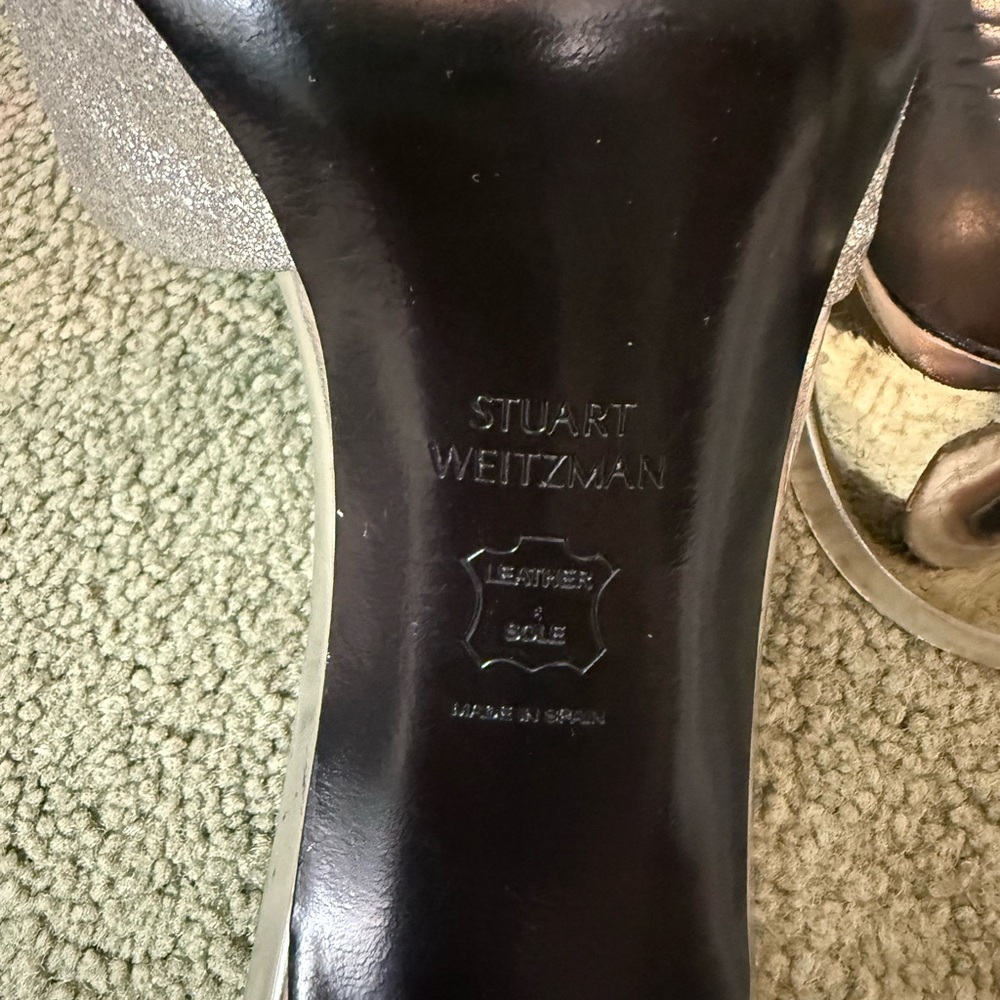 STUART
WEITZMAN
LEATHER
SOLE
MADE IN SPAIN